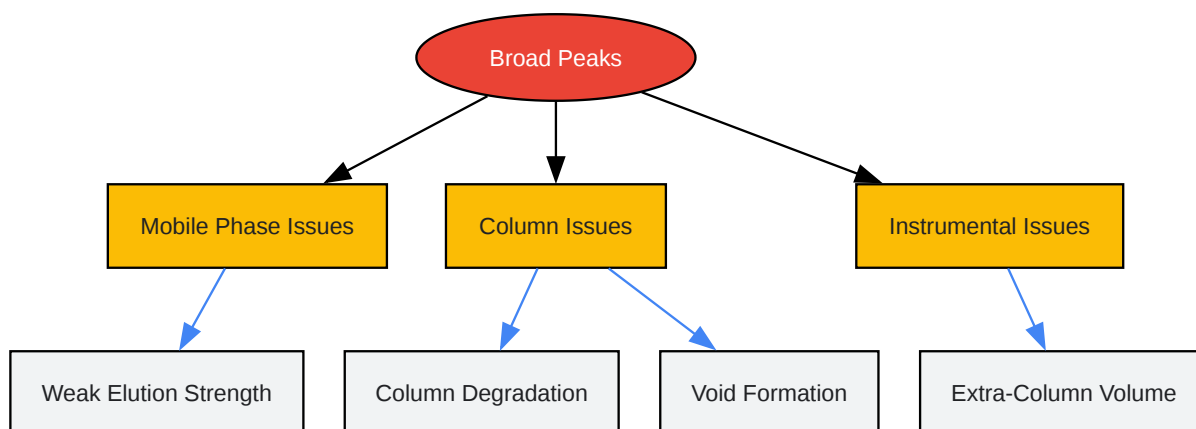 Broad Peaks
Mobile Phase Issues
Column Issues
Instrumental Issues
Weak Elution Strength
Column Degradation
Void Formation
Extra-Column Volume